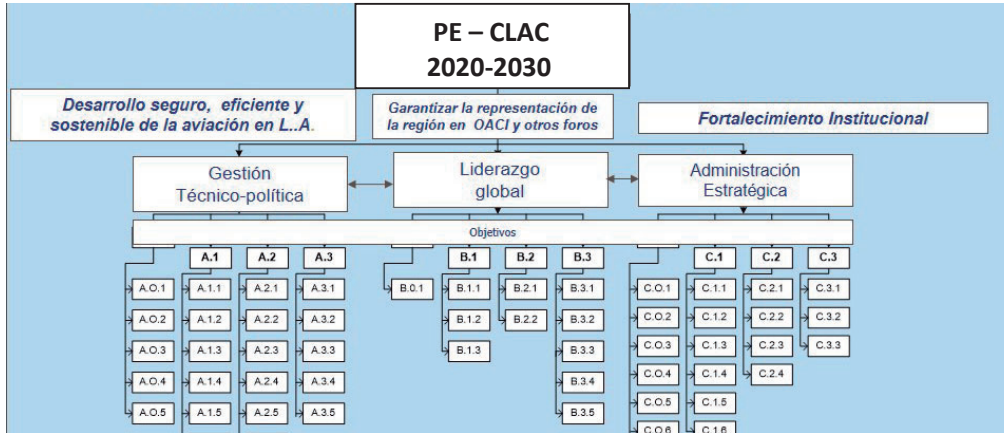 PE – CLAC
2020-2030
Desarrollo seguro, eficiente y
sostenible de la aviación en L..A.
Garantizar la representación de
la región en OACI y otros foros
Fortalecimiento Institucional
Gestión
Técnico-política
Liderazgo
global
Administración
Estratégica
Objetivos
A.1 A.2 A.3 B.1 B.2 B.3 C.1 C.2 C.3
A.O.1 A.1.1 A.2.1 A.3.1 B.0.1 B.1.1 B.2.1 B.3.1 C.O.1 C.1.1 C.2.1 C.3.1
A.O.2 A.1.2 A.2.2 A.3.2 B.1.2 B.2.2 B.3.2 C.O.2 C.1.2 C.2.2 C.3.2
A.O.3 A.1.3 A.2.3 A.3.3 B.1.3 B.3.3 C.O.3 C.1.3 C.2.3 C.3.3
A.O.4 A.1.4 A.2.4 A.3.4 B.3.4 C.O.4 C.1.4 C.2.4
A.O.5 A.1.5 A.2.5 A.3.5 B.3.5 C.O.5 C.1.5
C.O.6 C.1.6